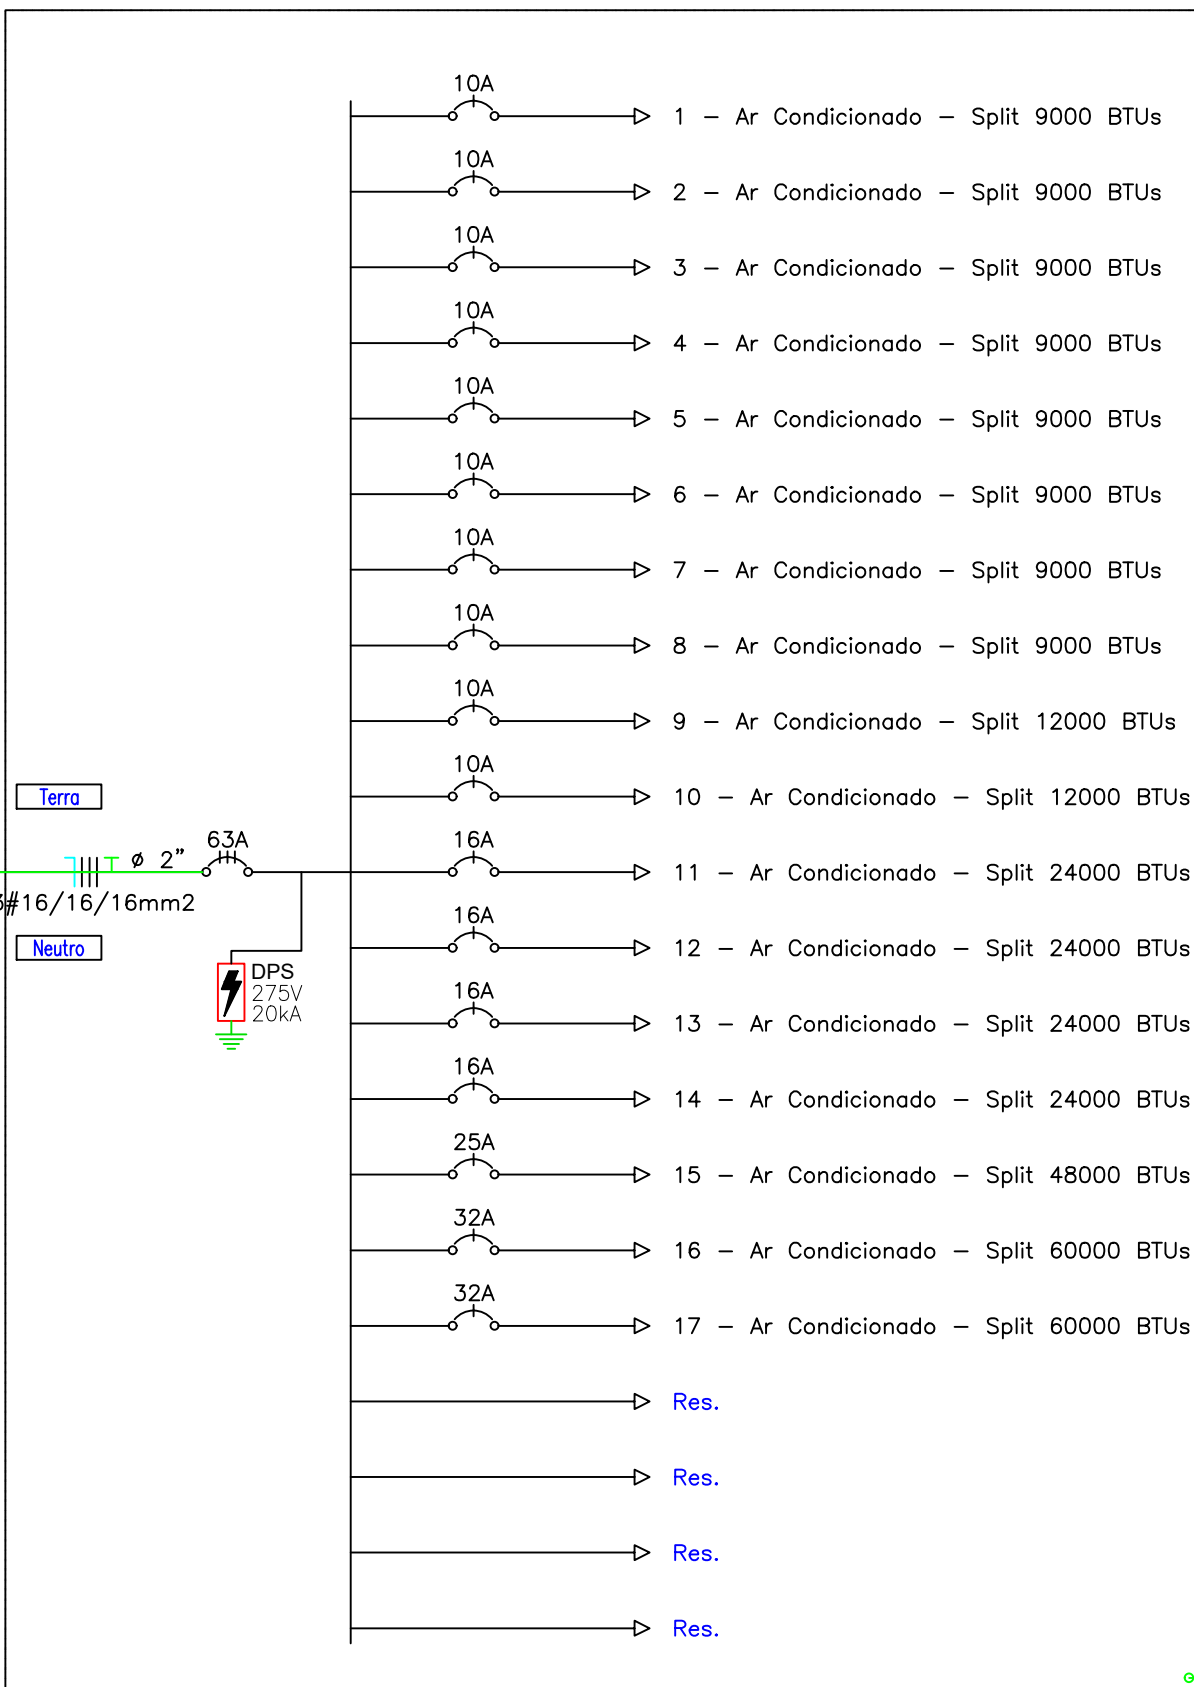 10A
1 – Ar Condicionado – Split 9000 BTUs
10A
2 – Ar Condicionado – Split 9000 BTUs
10A
3 – Ar Condicionado – Split 9000 BTUs
10A
4 – Ar Condicionado – Split 9000 BTUs
10A
5 – Ar Condicionado – Split 9000 BTUs
10A
6 – Ar Condicionado – Split 9000 BTUs
10A
7 – Ar Condicionado – Split 9000 BTUs
10A
8 – Ar Condicionado – Split 9000 BTUs
10A
9 – Ar Condicionado – Split 12000 BTUs
10A
10 – Ar Condicionado – Split 12000 BTUs
Terra
ø 2"
63A
#16/16/16mm2
Neutro
DPS
275V
20kA
16A
11 – Ar Condicionado – Split 24000 BTUs
16A
12 – Ar Condicionado – Split 24000 BTUs
16A
13 – Ar Condicionado – Split 24000 BTUs
16A
14 – Ar Condicionado – Split 24000 BTUs
25A
15 – Ar Condicionado – Split 48000 BTUs
32A
16 – Ar Condicionado – Split 60000 BTUs
32A
17 – Ar Condicionado – Split 60000 BTUs
Res.
Res.
Res.
Res.